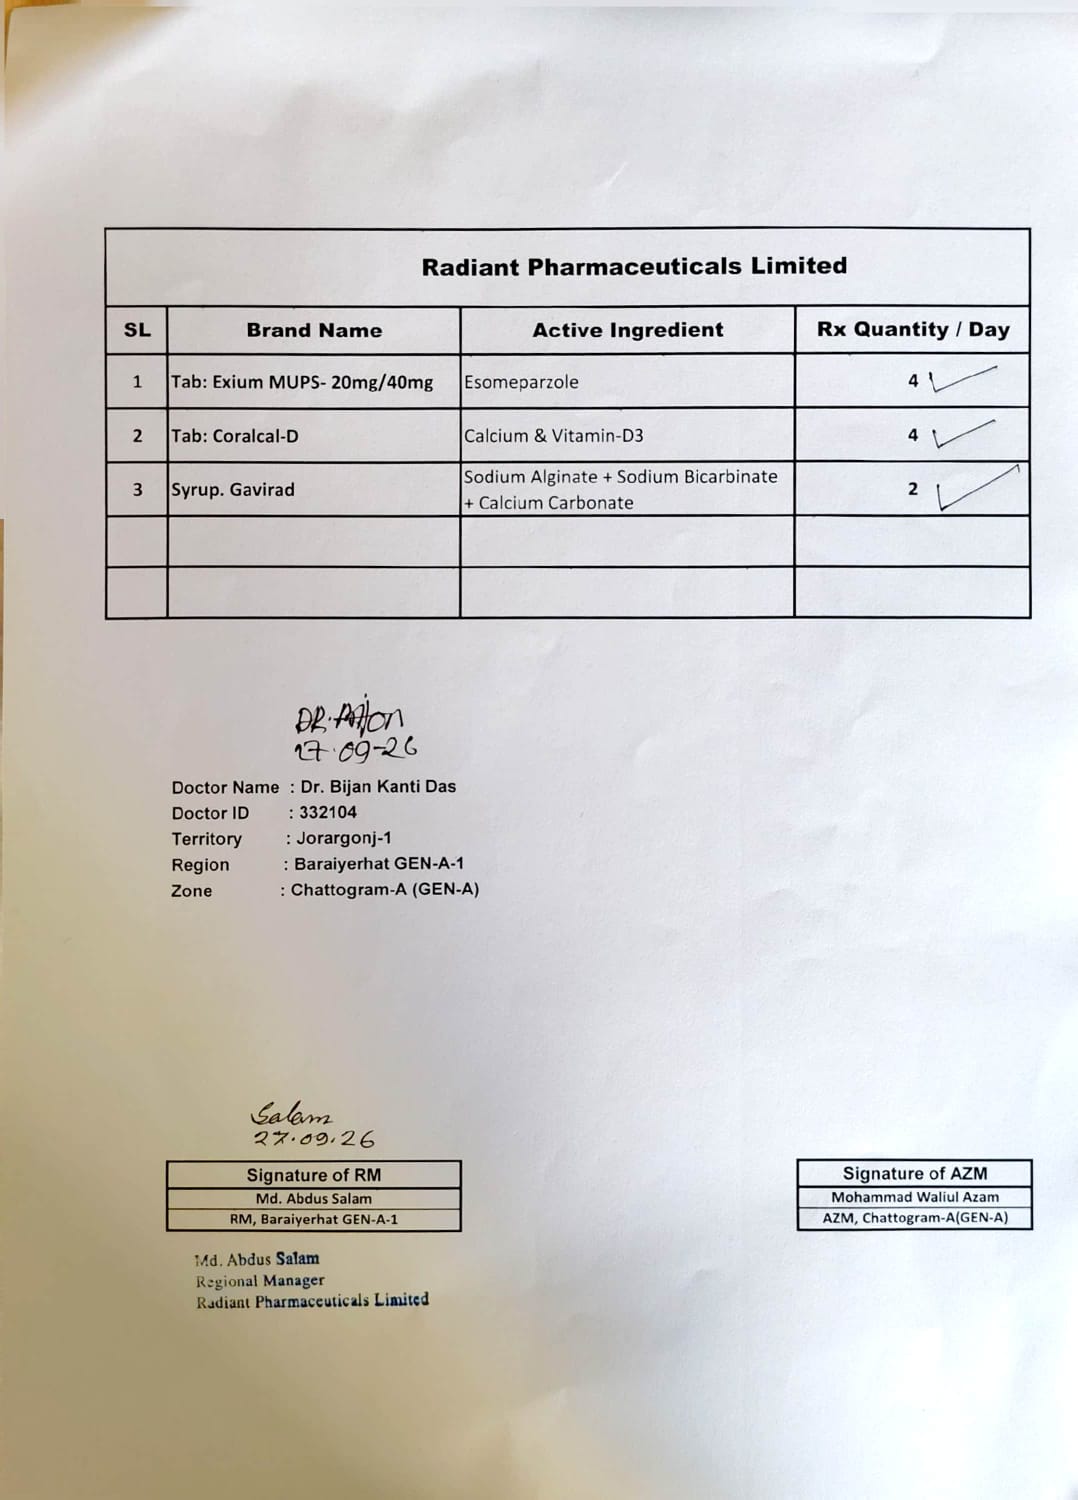 Radiant Pharmaceuticals Limited
SL Brand Name Active Ingredient Rx Quantity / Day
1 Tab: Exium MUPS- 20mg/40mg Esomeparzole 4
2 Tab: Coralcal-D Calcium & Vitamin-D3 4
3 Syrup. Gavirad Sodium Alginate + Sodium Bicarbinate + Calcium Carbonate 2
DR.
27.09-26
Doctor Name : Dr. Bijan Kanti Das
Doctor ID : 332104
Territory : Jorargonj-1
Region : Baraiyerhat GEN-A-1
Zone : Chattogram-A (GEN-A)
Salam
27.09.26
Signature of RM
Md. Abdus Salam
RM, Baraiyerhat GEN-A-1
Signature of AZM
Mohammad Waliul Azam
AZM, Chattogram-A(GEN-A)
Md. Abdus Salam
Regional Manager
Radiant Pharmaceuticals Limited